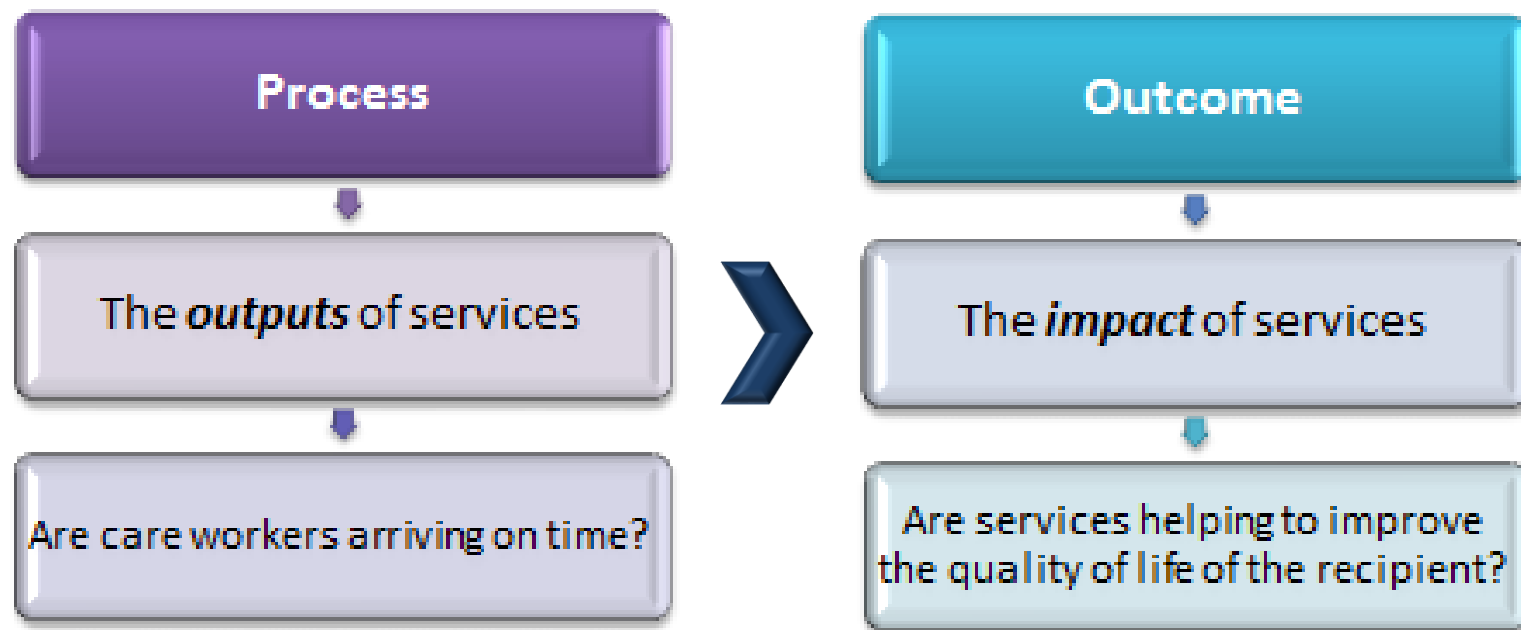 Process
The outputs of services
Are care workers arriving on time?
Outcome
The impact of services
Are services helping to improve
the quality of life of the recipient?